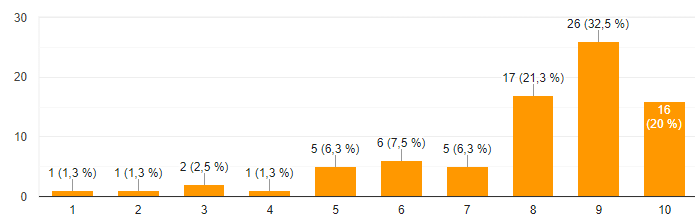 30
20
10
0
1 (1,3 %)
1 (1,3 %)
2 (2,5 %)
1 (1,3 %)
5 (6,3 %)
6 (7,5 %)
5 (6,3 %)
17 (21,3 %)
26 (32,5 %)
16
(20 %)
1
2
3
4
5
6
7
8
9
10